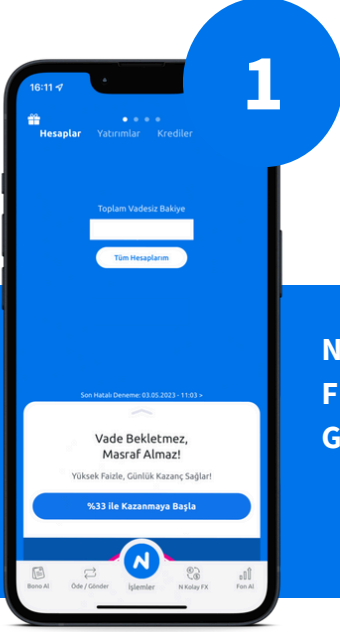 1
16:11
Hesaplar Yatırımlar Krediler
Toplam Vadesiz Bakiye
Tüm Hesaplarım
N
F
G
Son Hatalı Deneme: 03.05.2023 - 11:03 >
Vade Bekletmez,
Masraf Almaz!
Yüksek Faizle, Günlük Kazanç Sağlar!
%33 ile Kazanmaya Başla
N
Bono Al Öde / Gönder İşlemler N Kolay FX Fon Al